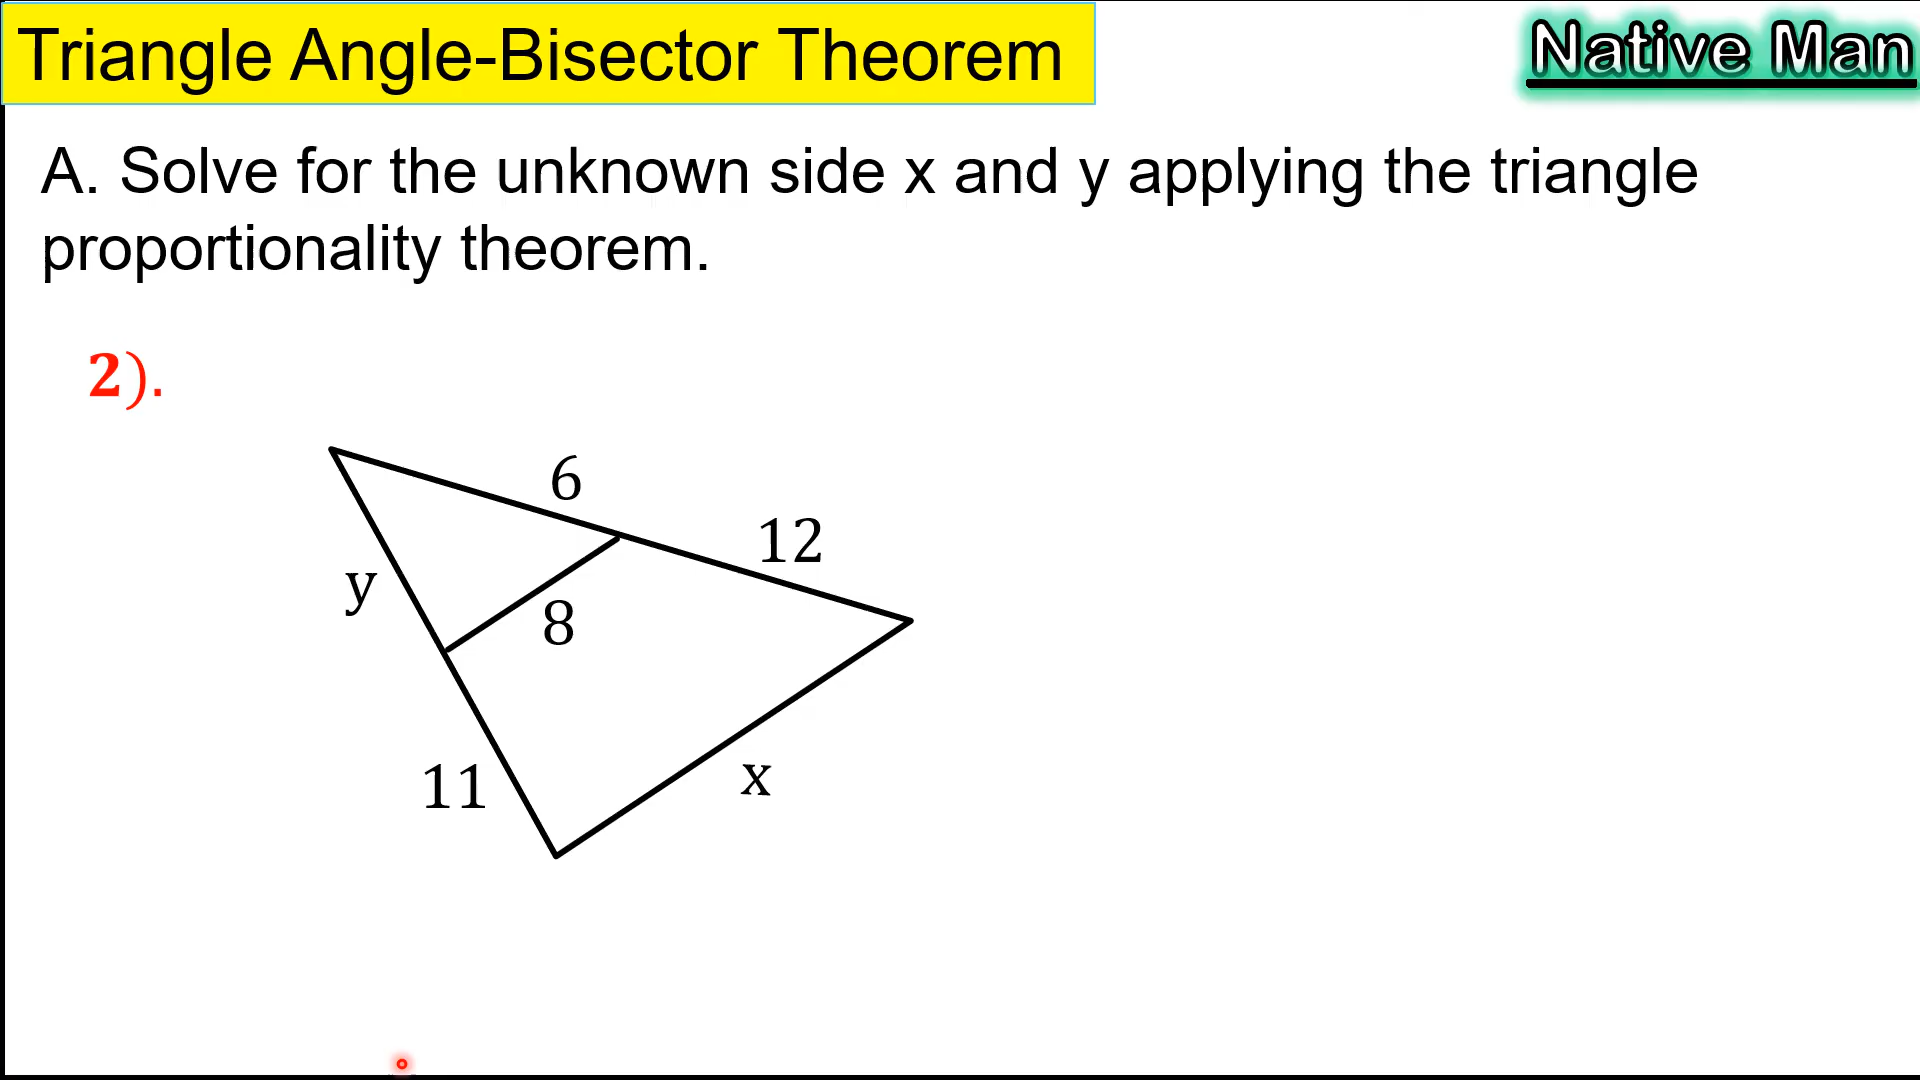 Triangle Angle-Bisector Theorem
Native Man
A. Solve for the unknown side x and y applying the triangle
proportionality theorem.
2).
6
12
y
8
11
x